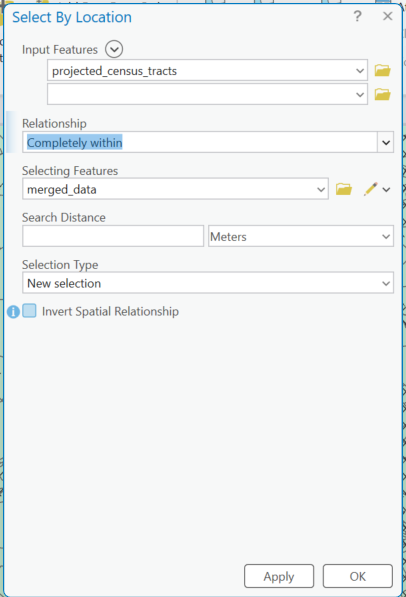 Select By Location
?
Input Features
projected_census_tracts
Relationship
Completely within
Selecting Features
merged_data
Search Distance
Meters
Selection Type
New selection
Invert Spatial Relationship
Apply OK